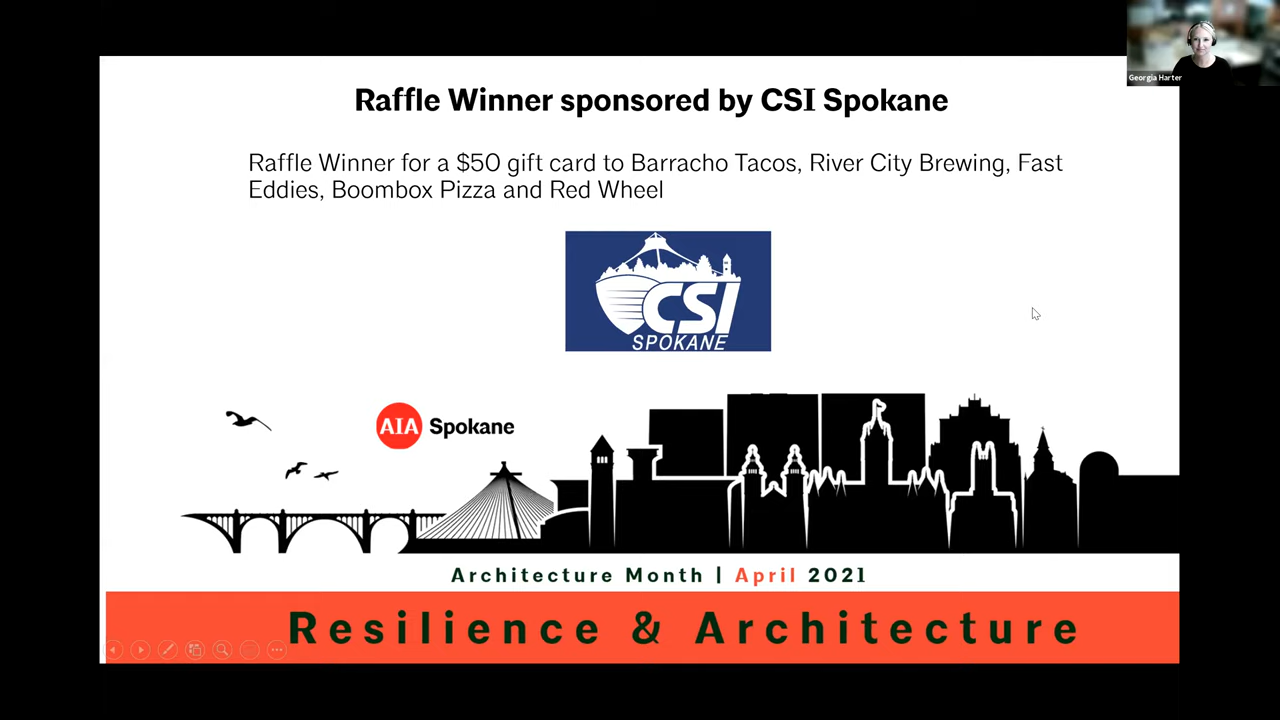 Georgia Harter
Raffle Winner sponsored by CSI Spokane
Raffle Winner for a $50 gift card to Barracho Tacos, River City Brewing, Fast
Eddies, Boombox Pizza and Red Wheel
CSI
SPOKANE
AIA Spokane
Architecture Month | April 2021
Resilience & Architecture